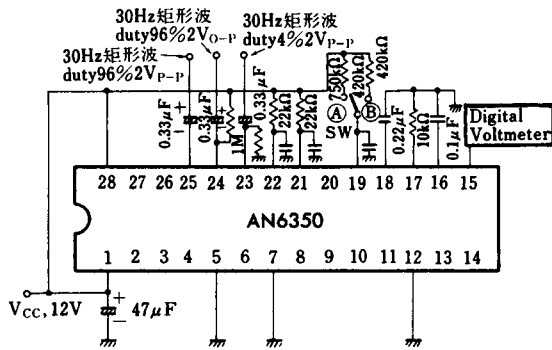 30Hz矩形波
duty96%2VO-P
30Hz矩形波
duty4%2VP-P
30Hz矩形波
duty96%2VP-P
0.33μF
0.33μF
1M
0.33μF
22kΩ
22kΩ
750kΩ
420kΩ
420kΩ
A
B
SW
0.22μF
10kΩ
0.1μF
Digital
Voltmeter
28 27 26 25 24 23 22 21 20 19 18 17 16 15
AN6350
1 2 3 4 5 6 7 8 9 10 11 12 13 14
VCC, 12V
+
−
47μF